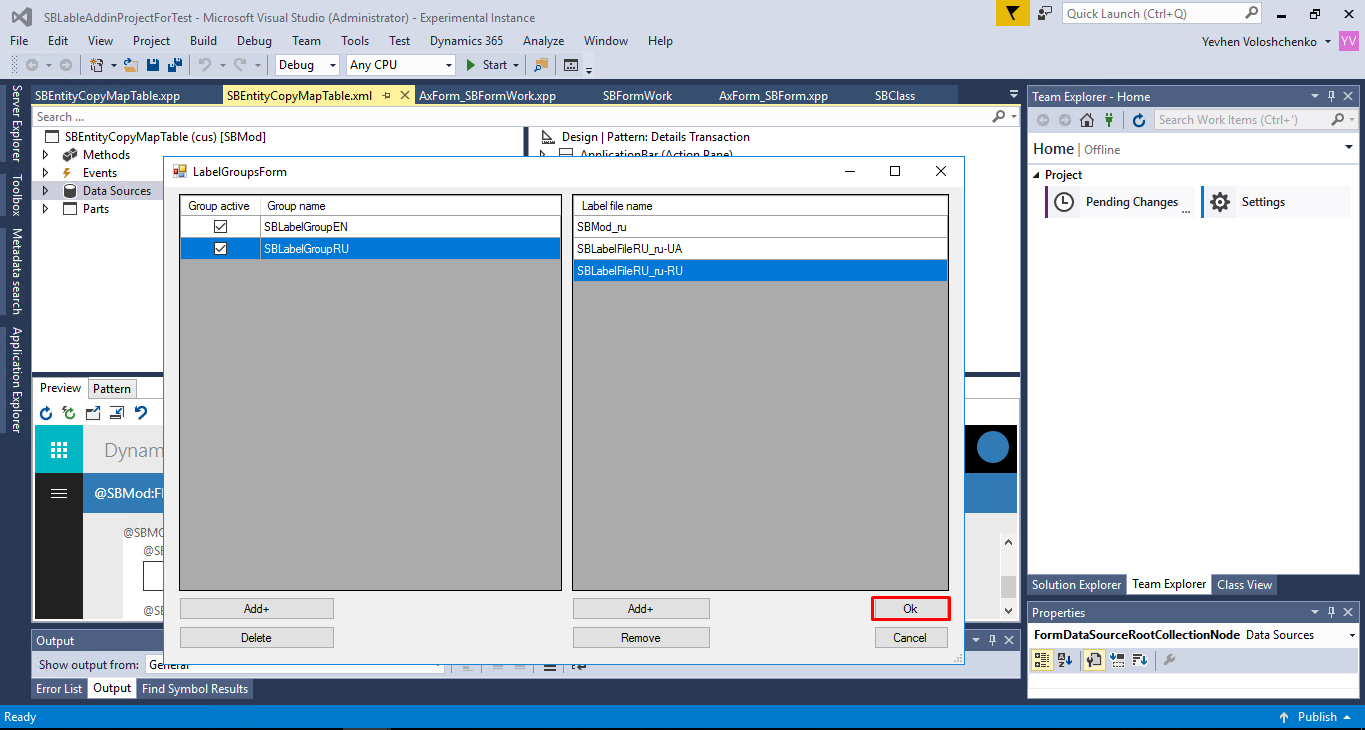 SBLableAddinProjectForTest - Microsoft Visual Studio (Administrator) - Experimental Instance
Quick Launch (Ctrl+Q)
File Edit View Project Build Debug Team Tools Test Dynamics 365 Analyze Window Help
Yevhen Voloshchenko YV
Debug Any CPU Start
Server Explorer
Toolbox
Metadata search
Application Explorer
SBEntityCopyMapTable.xpp SBEntityCopyMapTable.xml AxForm_SBFormWork.xpp SBFormWork AxForm_SBForm.xpp SBClass
Search ...
SBEntityCopyMapTable (cus) [SBMod]
Methods
Events
Data Sources
Parts
Design | Pattern: Details Transaction
ApplicationBar (Action Pane)
LabelGroupsForm
Group active Group name
SBLabelGroupEN
SBLabelGroupRU
Label file name
SBMod_ru
SBLabelFileRU_ru-UA
SBLabelFileRU_ru-RU
Add+
Delete
Add+
Remove
Ok
Cancel
Preview Pattern
Dynam
@SBMod:Fl
@SBMO
@SB
@SB
Output
Show output from: General
Error List Output Find Symbol Results
Team Explorer - Home
Search Work Items (Ctrl+')
Home | Offline
Project
Pending Changes ...
Settings
Solution Explorer Team Explorer Class View
Properties
FormDataSourceRootCollectionNode Data Sources
Ready
Publish